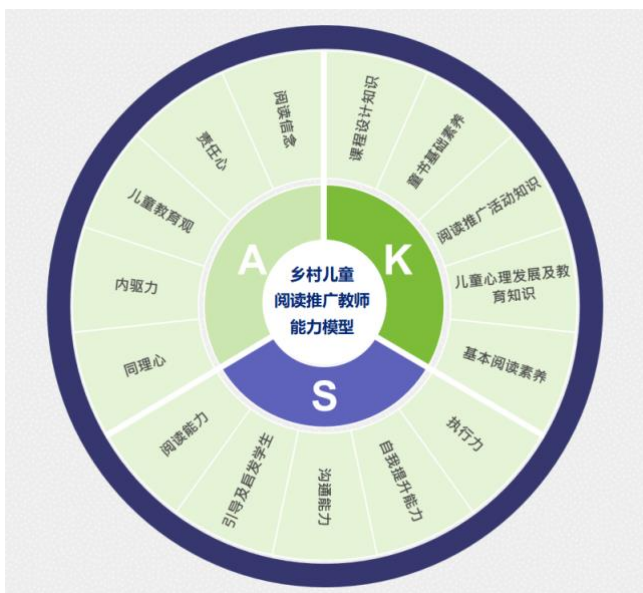 乡村儿童
阅读推广教师
能力模型
A
K
S
课程设计知识
童书基础素养
阅读推广活动知识
儿童心理发展及教
育知识
基本阅读素养
执行力
自我提升能力
沟通能力
引导及启发学生
阅读能力
同理心
内驱力
儿童教育观
责任心
阅读信念